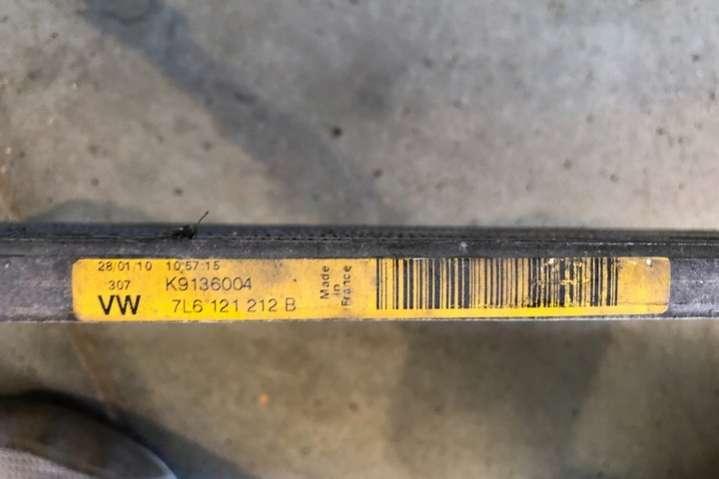 28/01/10 10:57:15
307 K9136004
VW 7L6 121 212 B
Made
in
France